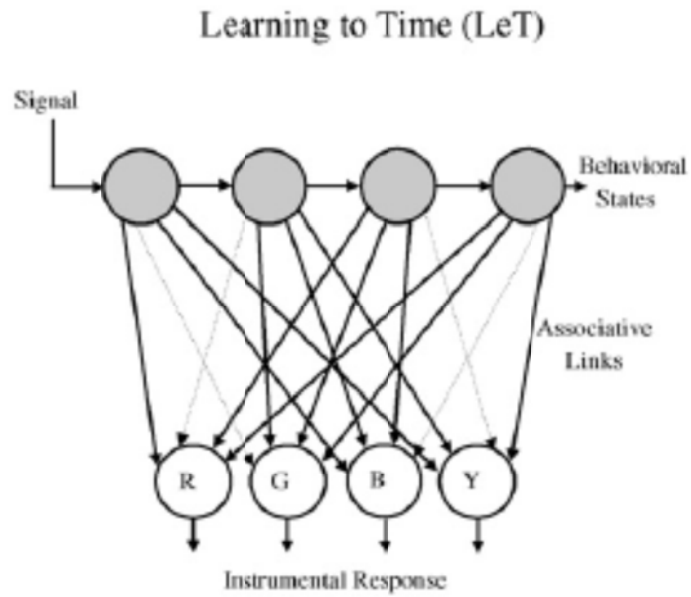 Learning to Time (LeT)
Signal
Behavioral
States
Associative
Links
R G B Y
Instrumental Response